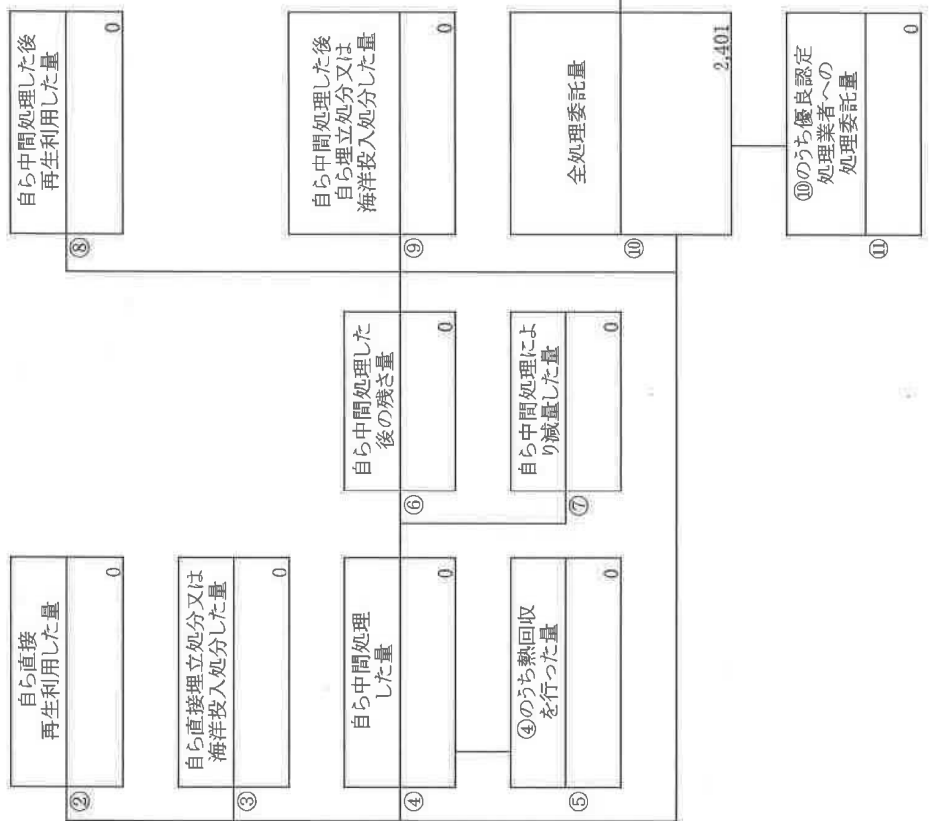 ②
自ら直接
再生利用した量
0
③
自ら直接埋立処分又は
海洋投入処分した量
0
④
自ら中間処理
した量
0
⑤
④のうち熱回収
を行った量
0
⑥
自ら中間処理した
後の残さ量
0
⑦
自ら中間処理によ
り減量した量
0
⑧
自ら中間処理した後
再生利用した量
0
⑨
自ら中間処理した後
自ら埋立処分又は
海洋投入処分した量
0
⑩
全処理委託量
2,401
⑪
⑩のうち優良認定
処理業者への
処理委託量
0